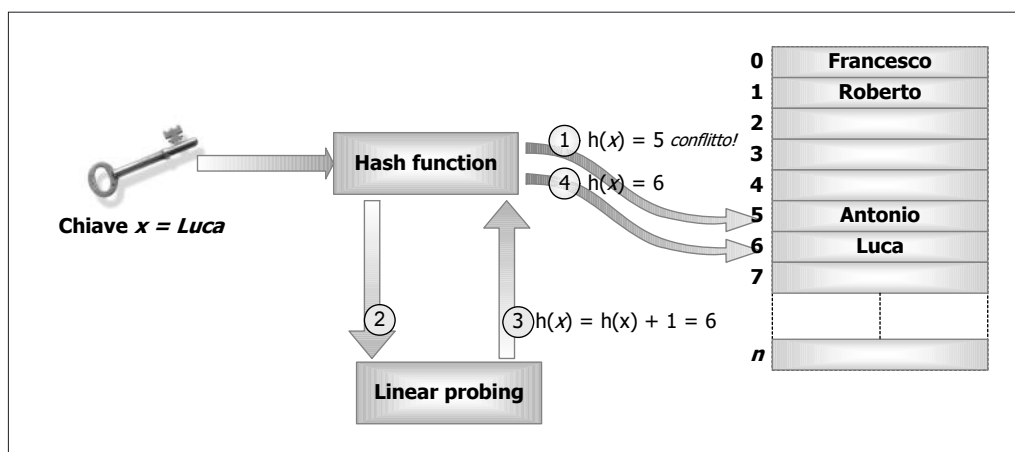 Chiave x = Luca
Hash function
1 h(x) = 5 conflitto!
4 h(x) = 6
2
3 h(x) = h(x) + 1 = 6
Linear probing
0 Francesco
1 Roberto
2
3
4
5 Antonio
6 Luca
7
n